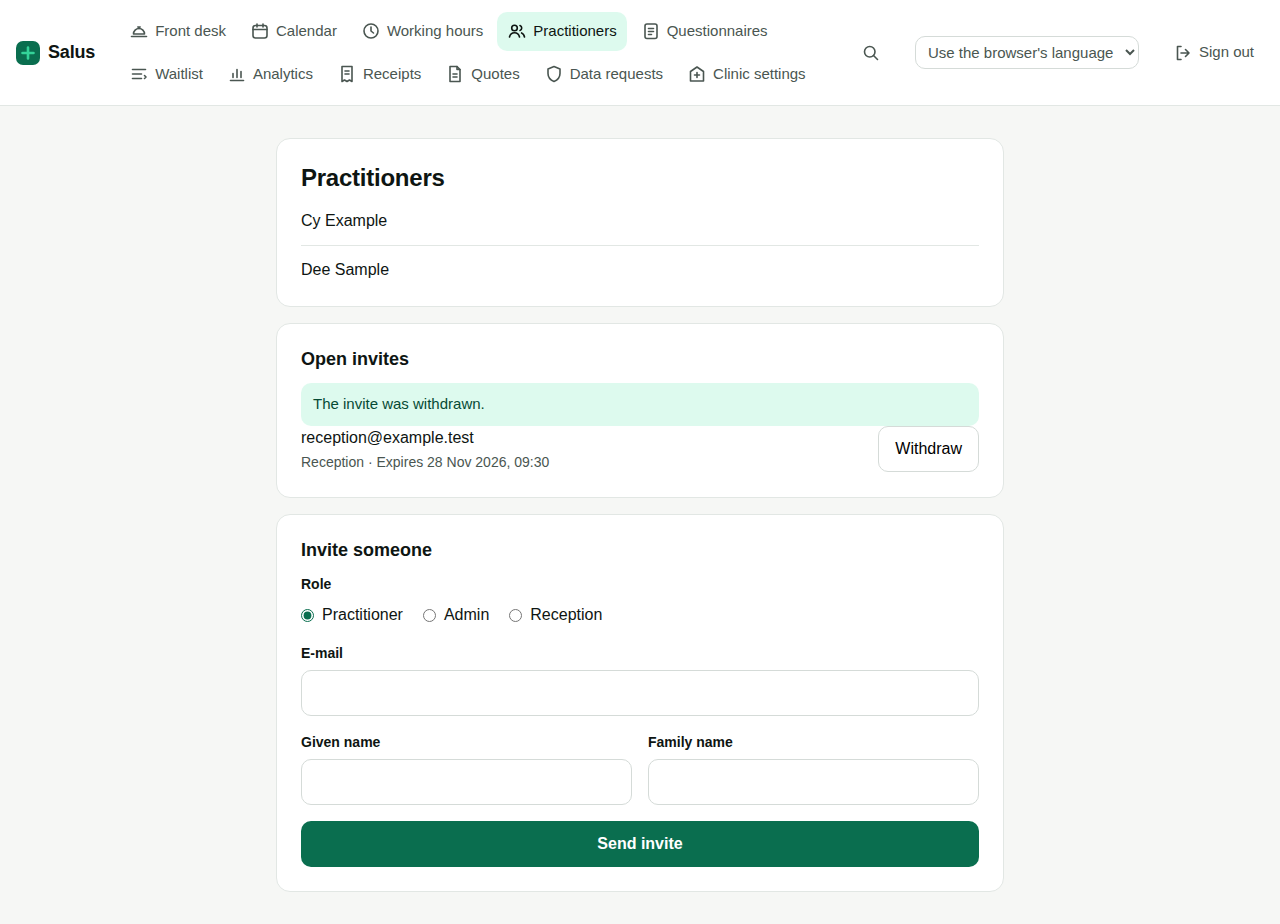 Salus
Front desk
Calendar
Working hours
Practitioners
Questionnaires
Waitlist
Analytics
Receipts
Quotes
Data requests
Clinic settings
Use the browser's language
Sign out
Practitioners
Cy Example
Dee Sample
Open invites
The invite was withdrawn.
reception@example.test
Reception · Expires 28 Nov 2026, 09:30
Withdraw
Invite someone
Role
Practitioner
Admin
Reception
E-mail
Given name
Family name
Send invite